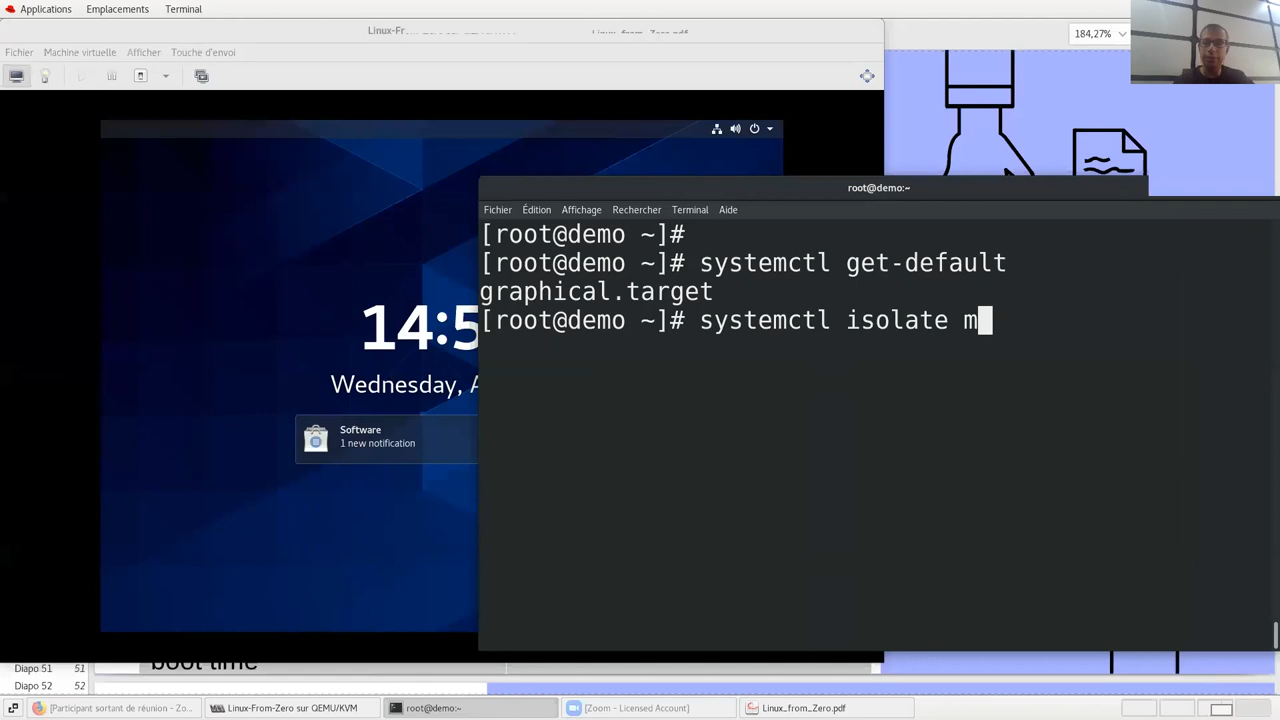 Applications Emplacements Terminal
184,27%
Fichier Machine virtuelle Afficher Touche d'envoi
14:5
Wednesday, A
Software
1 new notification
root@demo:~
Fichier Édition Affichage Rechercher Terminal Aide
[root@demo ~]#
[root@demo ~]# systemctl get-default
graphical.target
[root@demo ~]# systemctl isolate m
Diapo 51 51
Diapo 52 52
boot time
[Participant sortant de réunion - Zo... Linux-From-Zero sur QEMU/KVM root@demo:~ [Zoom - Licensed Account] Linux_from_Zero.pdf